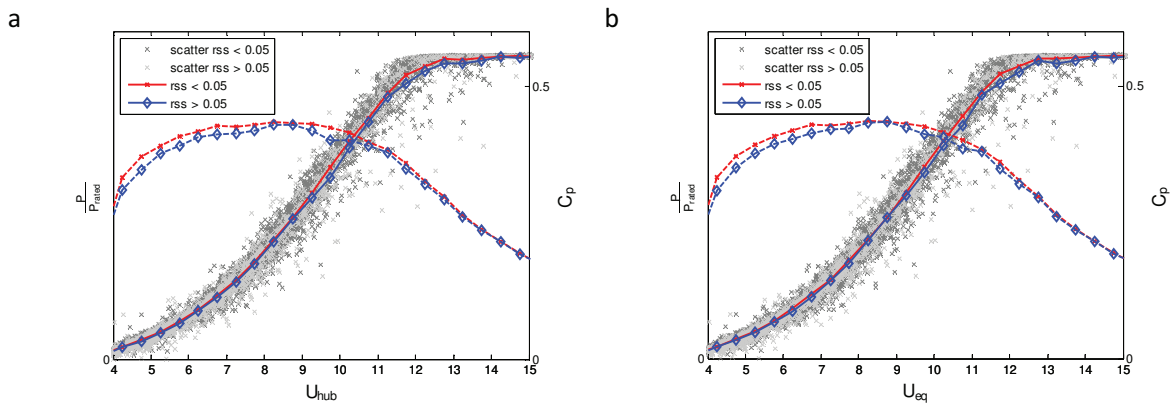 a
scatter rss < 0.05
scatter rss > 0.05
rss < 0.05
rss > 0.05
P
Prated
0
4 5 6 7 8 9 10 11 12 13 14 15
Uhub
0.5
0
Cp
b
scatter rss < 0.05
scatter rss > 0.05
rss < 0.05
rss > 0.05
P
Prated
0
4 5 6 7 8 9 10 11 12 13 14 15
Ueq
0.5
0
Cp